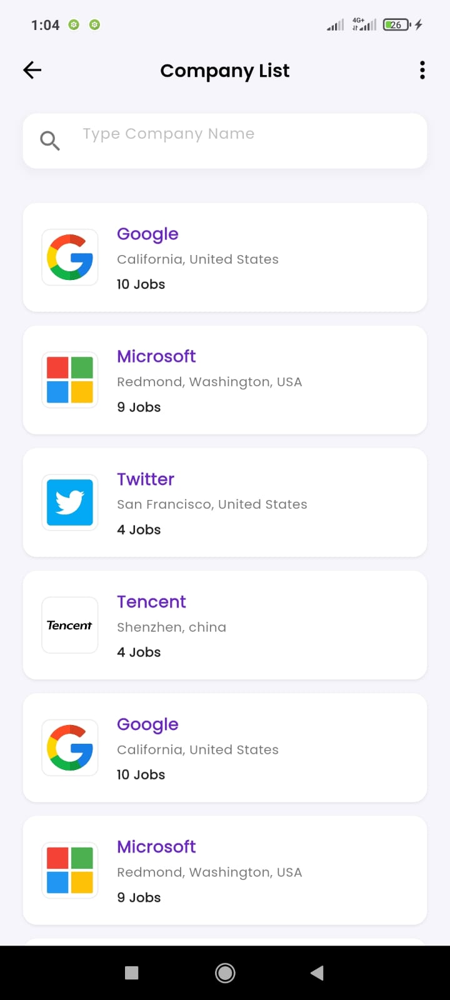 1:04
4G+
26
Company List
Type Company Name
Google
California, United States
10 Jobs
Microsoft
Redmond, Washington, USA
9 Jobs
Twitter
San Francisco, United States
4 Jobs
Tencent
Tencent
Shenzhen, china
4 Jobs
Google
California, United States
10 Jobs
Microsoft
Redmond, Washington, USA
9 Jobs